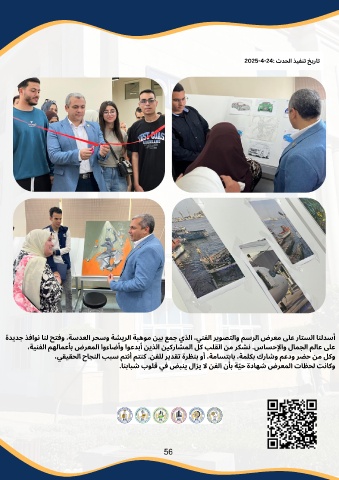 تاريخ تنفيذ الحدث :24-4-2025
أسدلنا الستار على معرض الرسم والتصوير الفني، الذي جمع بين موهبة الريشة وسحر العدسة، وفتح لنا نوافذ جديدة
على عالم الجمال والإحساس. نشكر من القلب كل المشاركين الذين أبدعوا وأضاءوا المعرض بأعمالهم الفنية،
وكل من حضر ودعم وشارك بكلمة، بابتسامة، أو بنظرة تقدير للفن. كنتم أنتم سبب النجاح الحقيقي.
وكانت لحظات المعرض شهادة حيّة بأن الفن لا يزال ينبض في قلوب شبابنا.
56